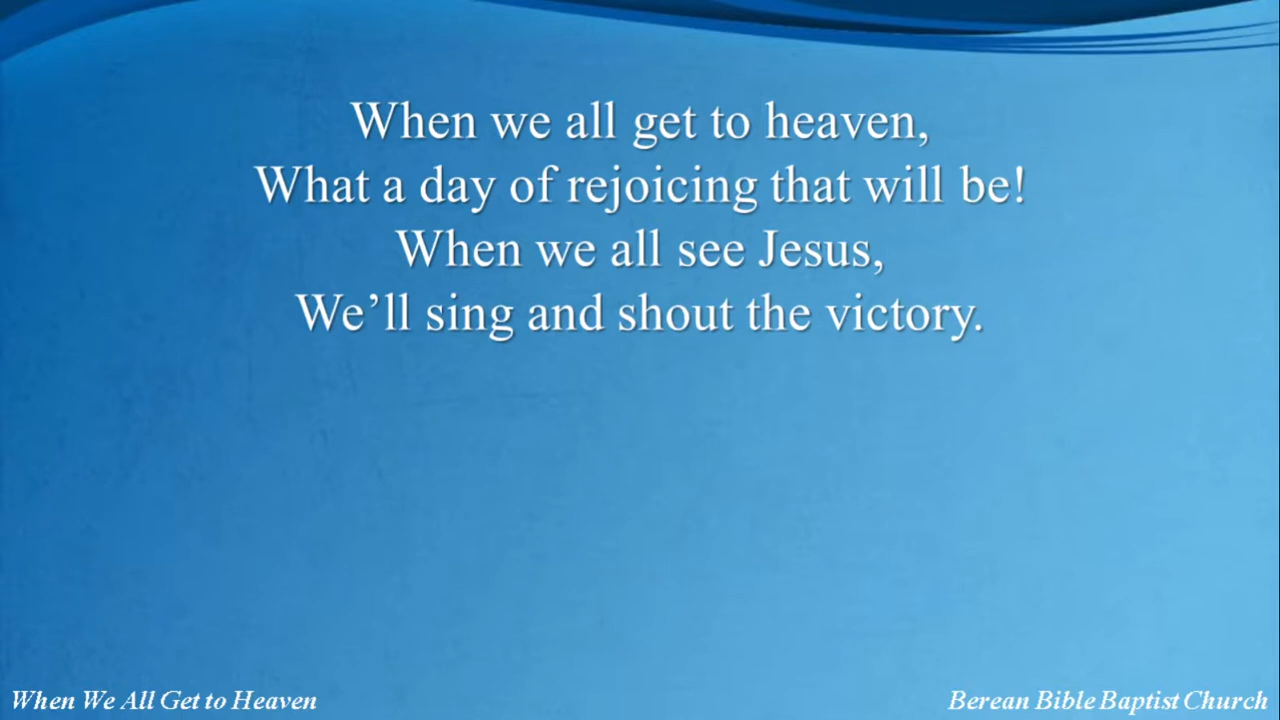 When we all get to heaven,
What a day of rejoicing that will be!
When we all see Jesus,
We’ll sing and shout the victory.
When We All Get to Heaven
Berean Bible Baptist Church